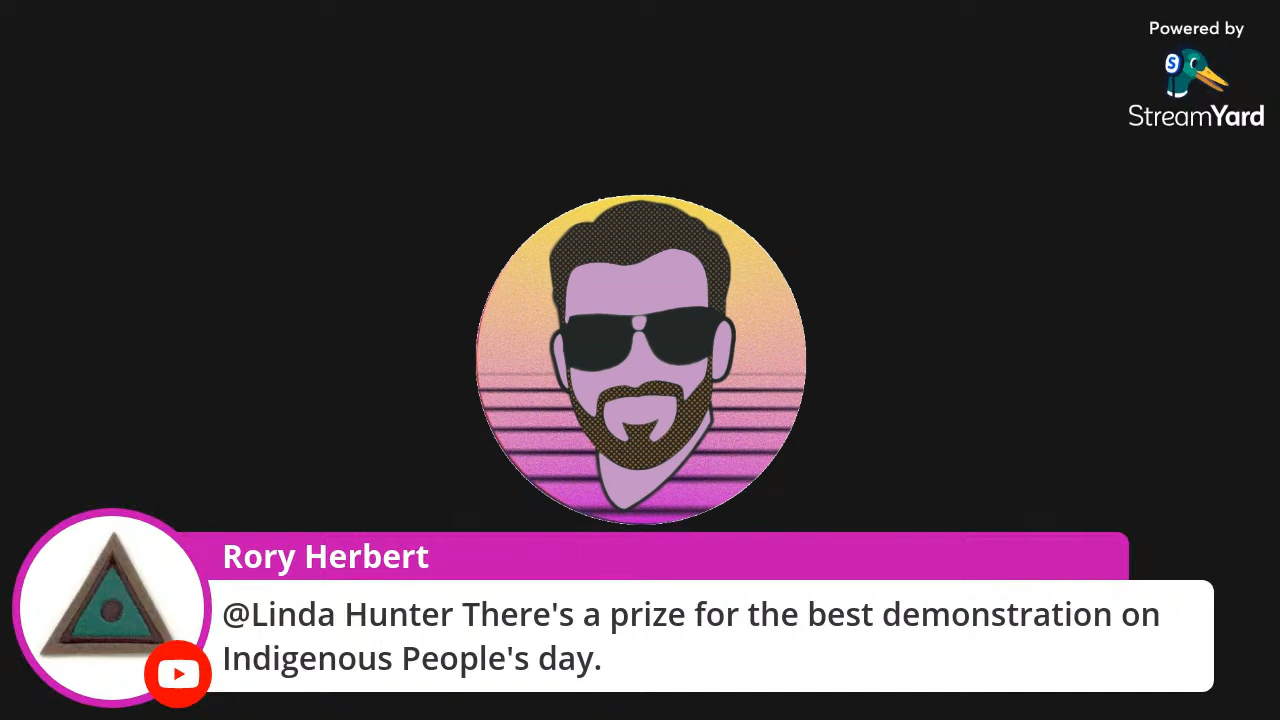 Powered by
S
StreamYard
Rory Herbert
@Linda Hunter There's a prize for the best demonstration on
Indigenous People's day.